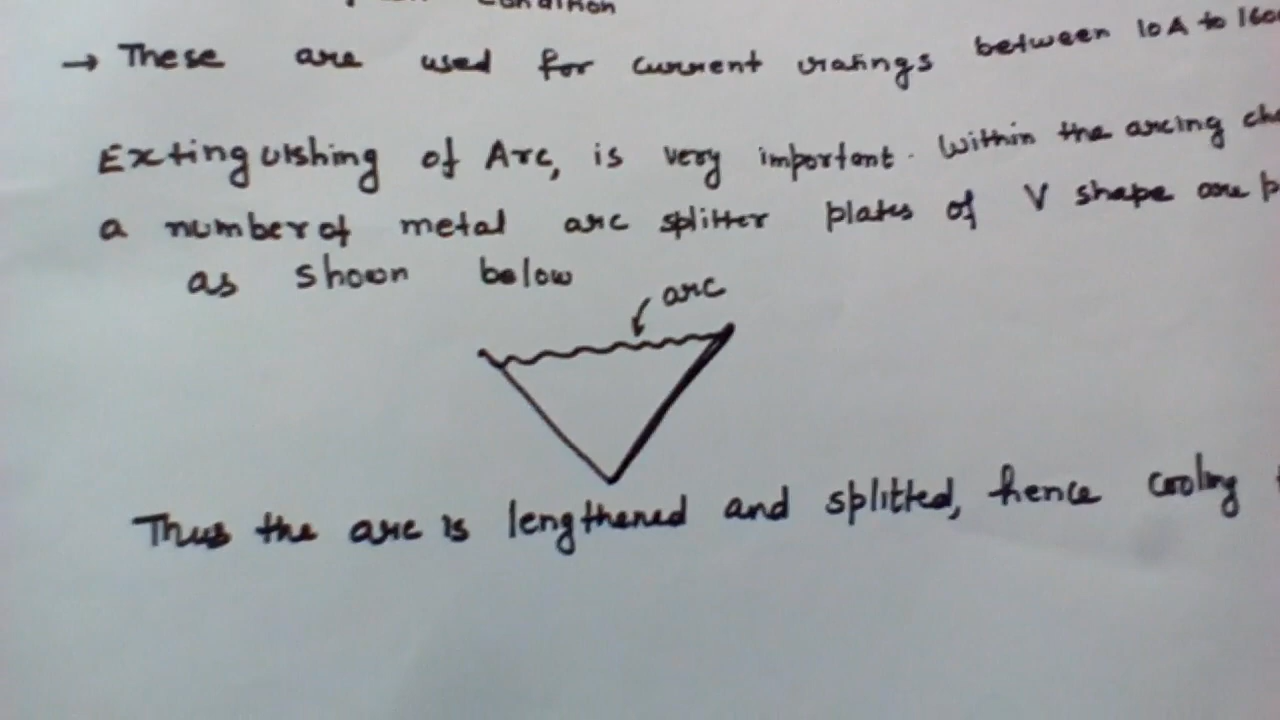 condition
→ These are used for current ratings between 10A to 160
Extinguishing of Arc, is very important. Within the arcing
a number of metal arc splitter plates of V shape are
as shown below
arc
Thus the arc is lengthened and splitted, hence cooling